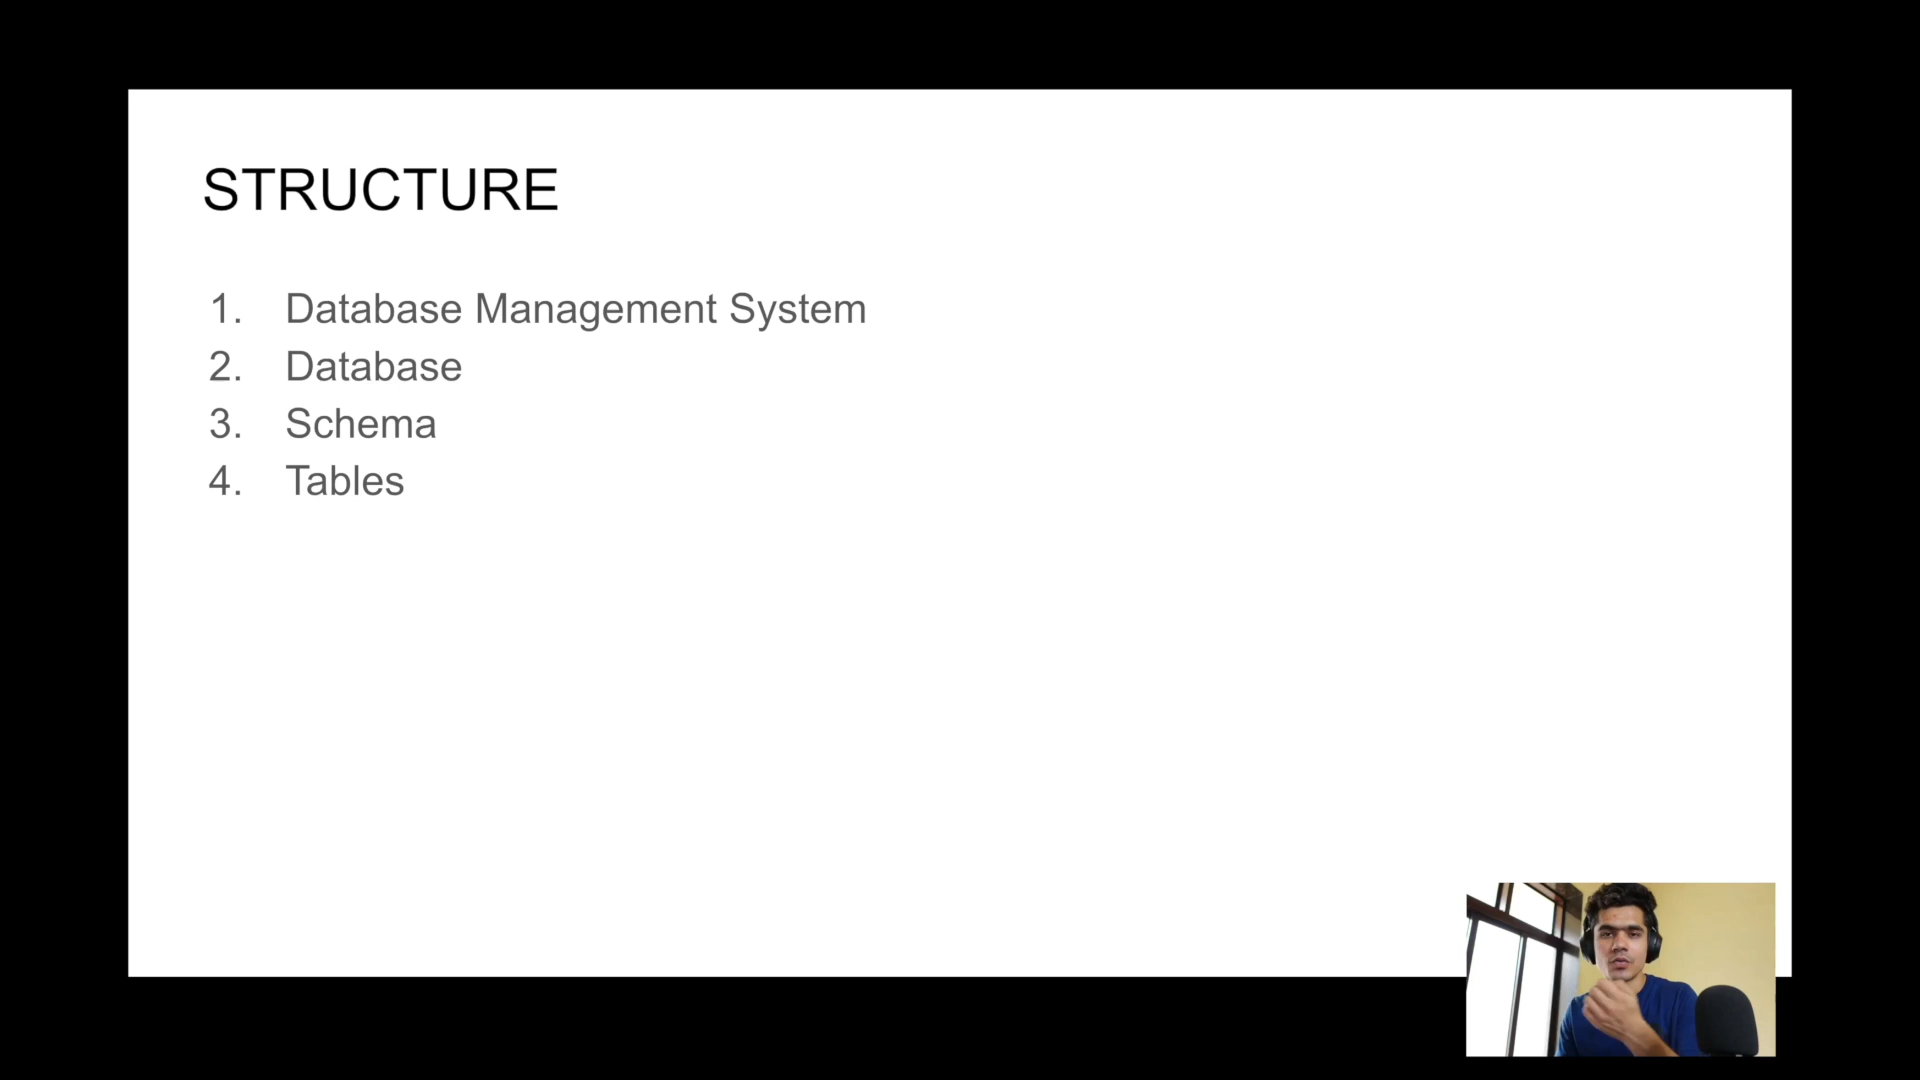 STRUCTURE
1. Database Management System
2. Database
3. Schema
4. Tables